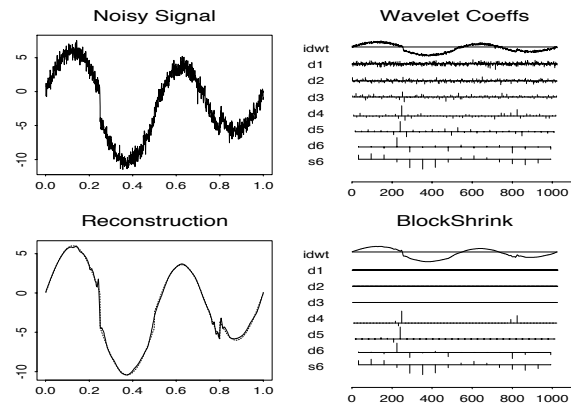 Noisy Signal
5
0
-5
-10
0.0 0.2 0.4 0.6 0.8 1.0
Wavelet Coeffs
idwt
d1
d2
d3
d4
d5
d6
s6
0 200 400 600 800 1000
Reconstruction
5
0
-5
-10
0.0 0.2 0.4 0.6 0.8 1.0
BlockShrink
idwt
d1
d2
d3
d4
d5
d6
s6
0 200 400 600 800 1000